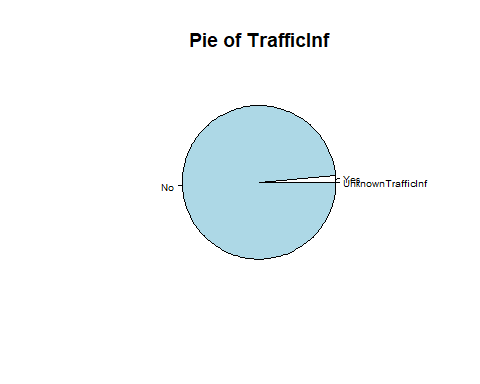 Pie of TrafficInf
Yes
UnknownTrafficInf
No